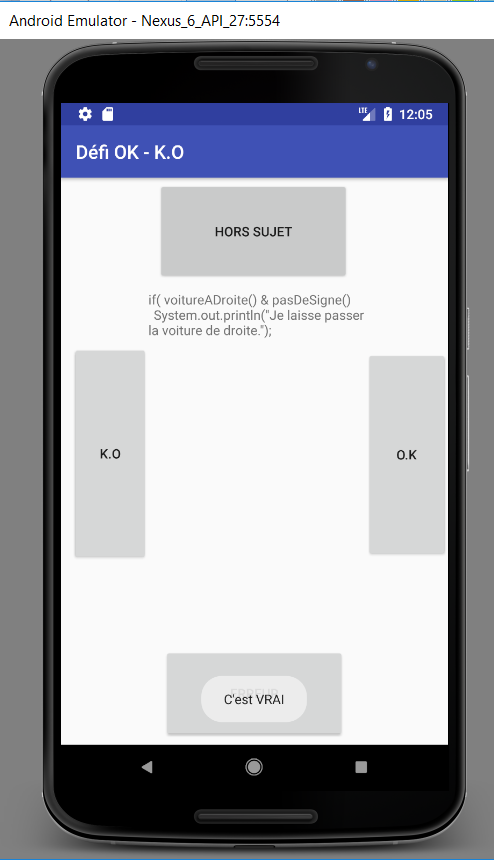 Android Emulator - Nexus_6_API_27:5554
LTE 12:05
Défi OK - K.O
HORS SUJET
if( voitureADroite() & pasDeSigne()
System.out.println("Je laisse passer
la voiture de droite.");
K.O
O.K
C'est VRAI